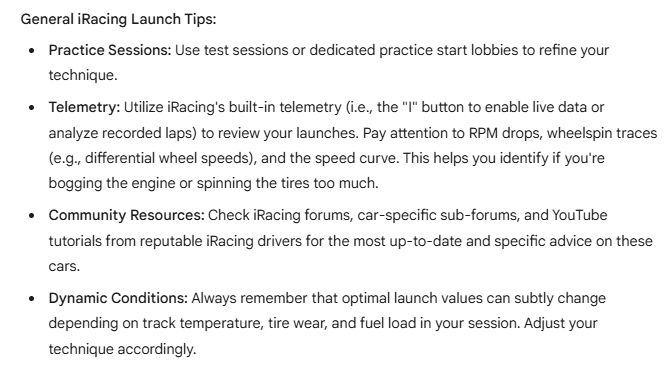 General iRacing Launch Tips:
• Practice Sessions: Use test sessions or dedicated practice start lobbies to refine your
technique.
• Telemetry: Utilize iRacing's built-in telemetry (i.e., the "I" button to enable live data or
analyze recorded laps) to review your launches. Pay attention to RPM drops, wheelspin traces
(e.g., differential wheel speeds), and the speed curve. This helps you identify if you're
bogging the engine or spinning the tires too much.
• Community Resources: Check iRacing forums, car-specific sub-forums, and YouTube
tutorials from reputable iRacing drivers for the most up-to-date and specific advice on these
cars.
• Dynamic Conditions: Always remember that optimal launch values can subtly change
depending on track temperature, tire wear, and fuel load in your session. Adjust your
technique accordingly.